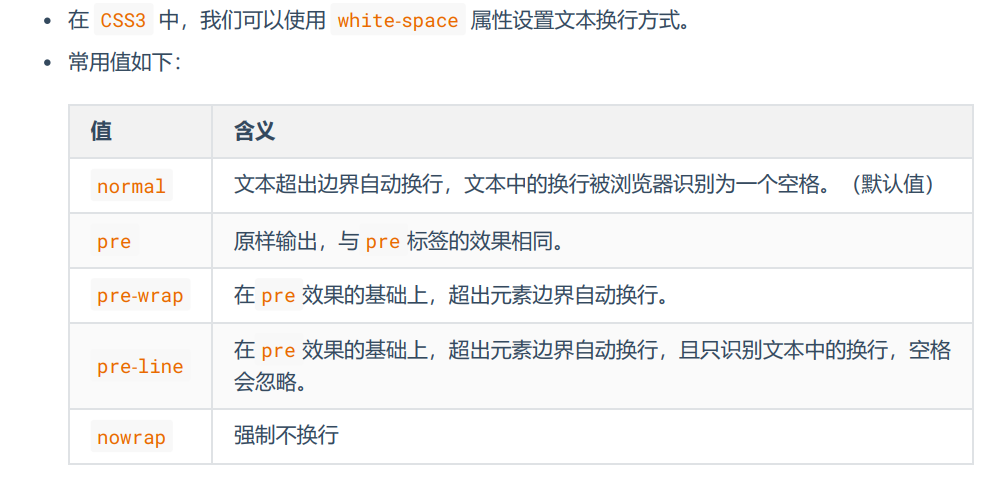 在 CSS3 中，我们可以使用 white-space 属性设置文本换行方式。
常用值如下：
值 含义
normal 文本超出边界自动换行，文本中的换行被浏览器识别为一个空格。（默认值）
pre 原样输出，与 pre 标签的效果相同。
pre-wrap 在 pre 效果的基础上，超出元素边界自动换行。
pre-line 在 pre 效果的基础上，超出元素边界自动换行，且只识别文本中的换行，空格
会忽略。
nowrap 强制不换行